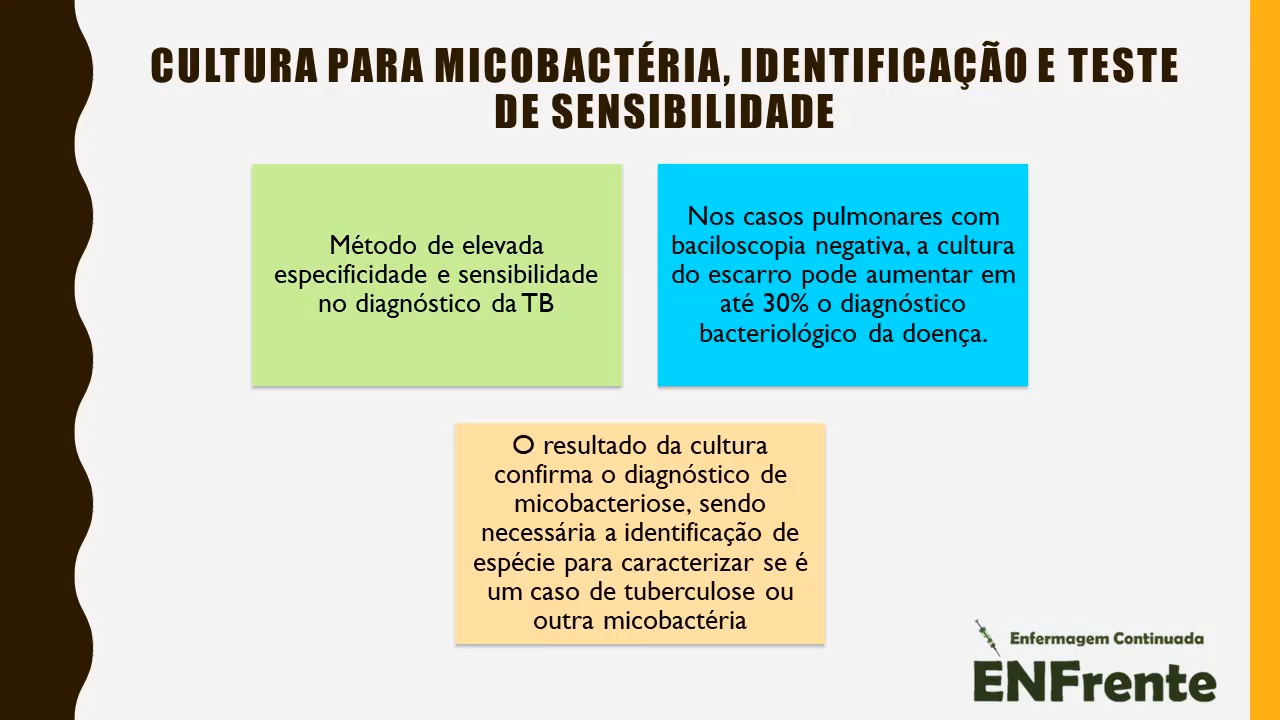 CULTURA PARA MICOBACTÉRIA, IDENTIFICAÇÃO E TESTE
DE SENSIBILIDADE
Método de elevada
especificidade e sensibilidade
no diagnóstico da TB
Nos casos pulmonares com
baciloscopia negativa, a cultura
do escarro pode aumentar em
até 30% o diagnóstico
bacteriológico da doença.
O resultado da cultura
confirma o diagnóstico de
micobacteriose, sendo
necessária a identificação de
espécie para caracterizar se é
um caso de tuberculose ou
outra micobactéria
Enfermagem Continuada
ENFrente